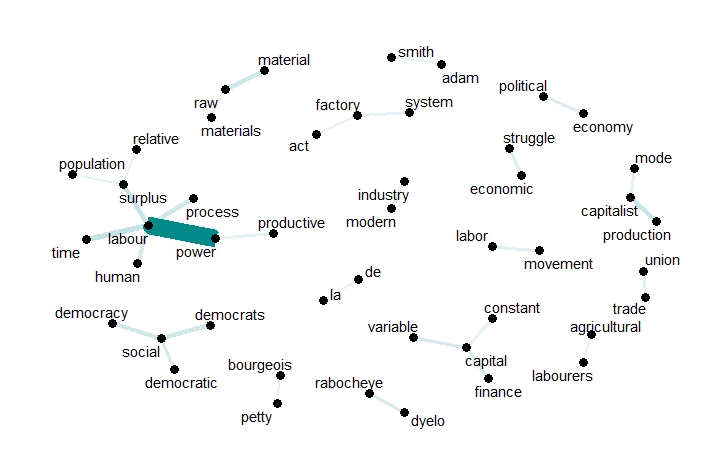 material
smith
adam
raw
materials
factory
system
act
political
economy
relative
population
surplus
process
struggle
economic
mode
capitalist
production
industry
modern
time
labour
human
power
productive
labor
movement
union
trade
de
la
democracy
democrats
social
democratic
variable
constant
capital
finance
agricultural
labourers
bourgeois
petty
rabocheye
dyelo